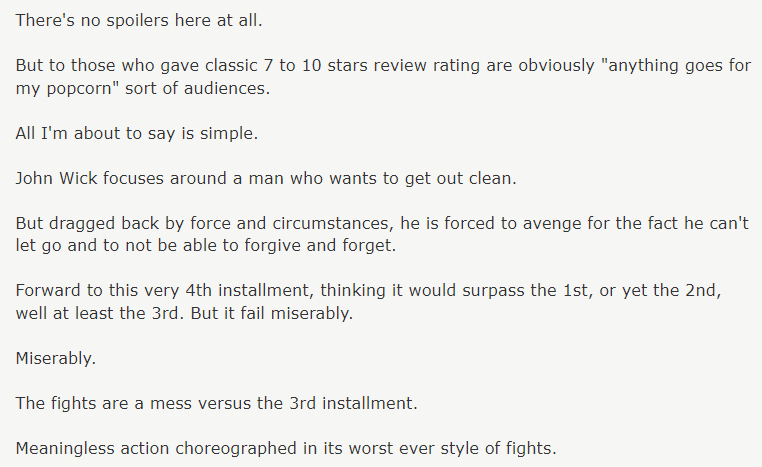 There's no spoilers here at all.
But to those who gave classic 7 to 10 stars review rating are obviously "anything goes for
my popcorn" sort of audiences.
All I'm about to say is simple.
John Wick focuses around a man who wants to get out clean.
But dragged back by force and circumstances, he is forced to avenge for the fact he can't
let go and to not be able to forgive and forget.
Forward to this very 4th installment, thinking it would surpass the 1st, or yet the 2nd,
well at least the 3rd. But it fail miserably.
Miserably.
The fights are a mess versus the 3rd installment.
Meaningless action choreographed in its worst ever style of fights.